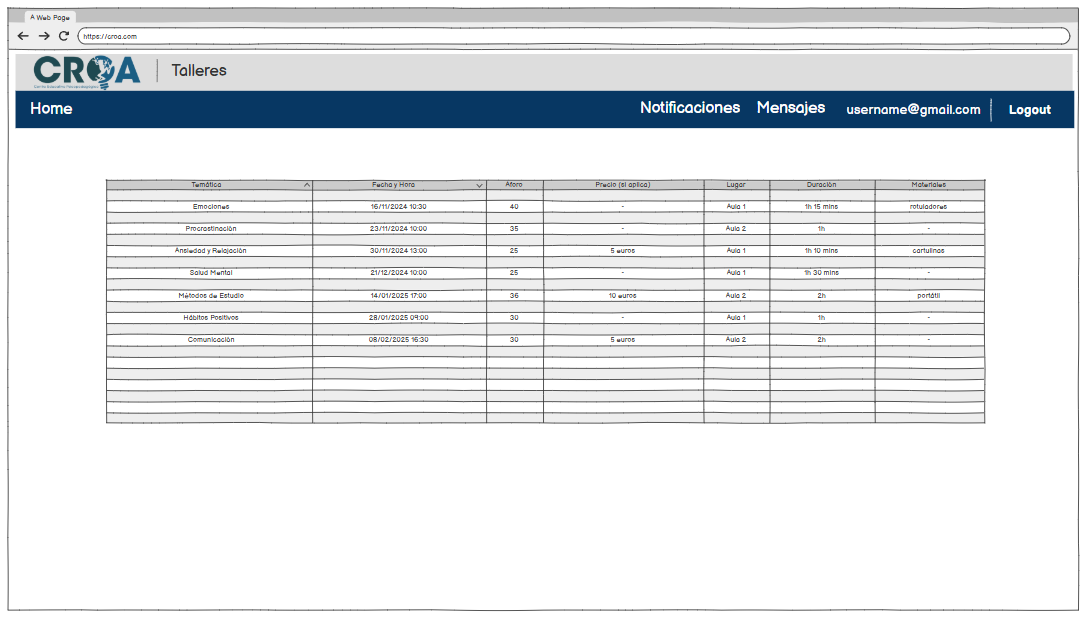 A Web Page
https://croa.com
CROA Talleres
Centro Educativo Psicopedagógico
Home Notificaciones Mensajes username@gmail.com Logout
Temática Fecha y Hora Aforo Precio (si aplica) Lugar Duración Materiales
Emociones 16/11/2024 10:30 40 - Aula 1 1h 15 mins rotuladores
Procrastinación 23/11/2024 10:00 35 - Aula 2 1h -
Ansiedad y Relajación 30/11/2024 13:00 25 5 euros Aula 1 1h 10 mins cartulinas
Salud Mental 21/12/2024 10:00 25 - Aula 1 1h 30 mins -
Métodos de Estudio 14/01/2025 17:00 36 10 euros Aula 2 2h portátil
Hábitos Positivos 28/01/2025 09:00 30 - Aula 1 1h -
Comunicación 08/02/2025 16:30 30 5 euros Aula 2 2h -